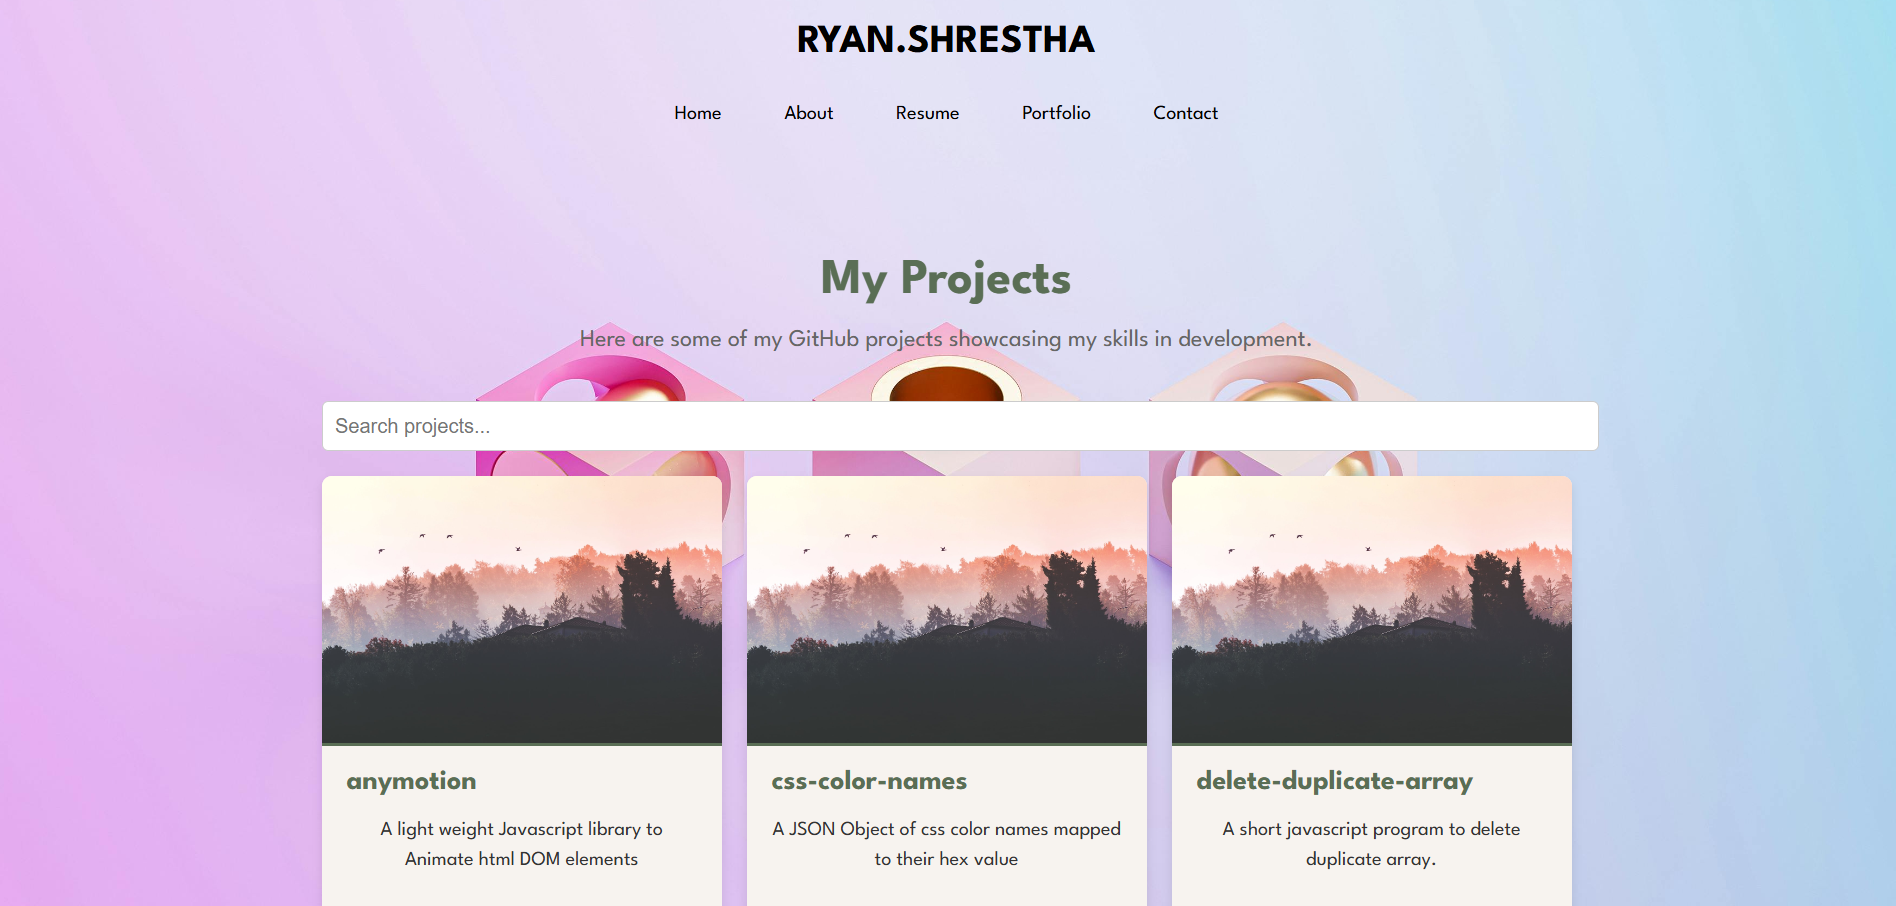 RYAN.SHRESTHA
Home About Resume Portfolio Contact
My Projects
Here are some of my GitHub projects showcasing my skills in development.
Search projects...
anymotion
A light weight Javascript library to
Animate html DOM elements
css-color-names
A JSON Object of css color names mapped
to their hex value
delete-duplicate-array
A short javascript program to delete
duplicate array.